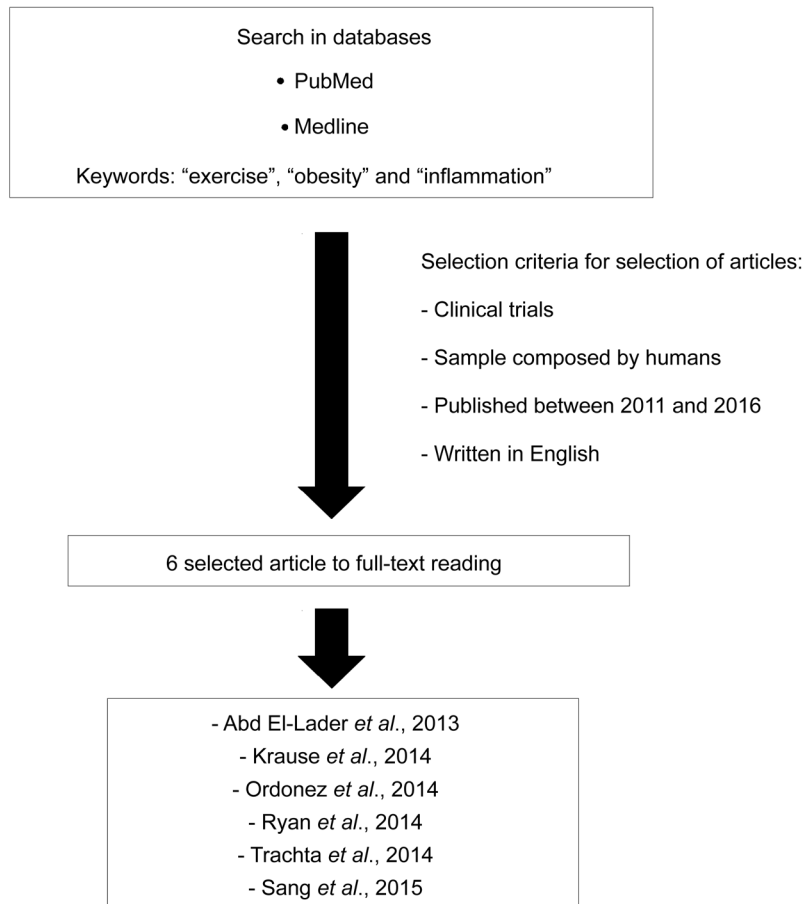 Search in databases
• PubMed
• Medline
Keywords: “exercise”, “obesity” and “inflammation”
Selection criteria for selection of articles:
- Clinical trials
- Sample composed by humans
- Published between 2011 and 2016
- Written in English
6 selected article to full-text reading
- Abd El-Lader et al., 2013
- Krause et al., 2014
- Ordonez et al., 2014
- Ryan et al., 2014
- Trachta et al., 2014
- Sang et al., 2015